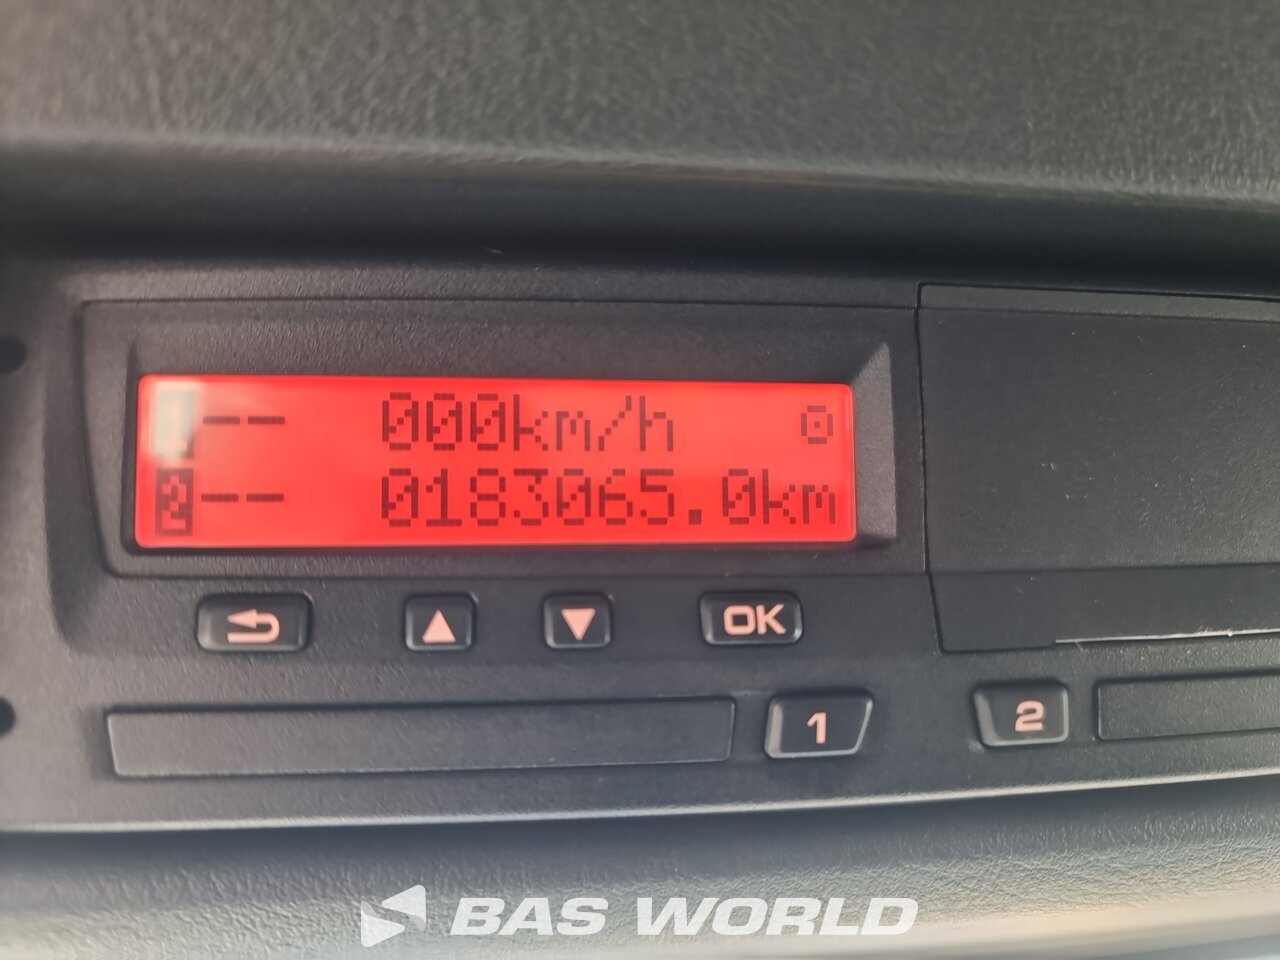 1-- 000km/h
2-- 0183065.0km
OK
1
2
BAS WORLD